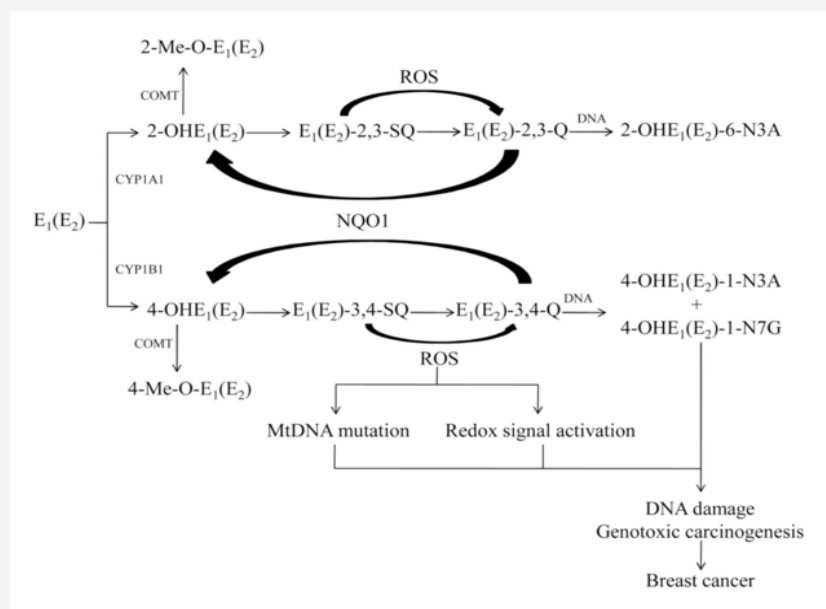 2-Me-O-E₁(E₂)
COMT
ROS
2-OHE₁(E₂) E₁(E₂)-2,3-SQ E₁(E₂)-2,3-Q DNA 2-OHE₁(E₂)-6-N3A
CYP1A1
E₁(E₂)
NQO1
CYP1B1
4-OHE₁(E₂)-1-N3A
+
4-OHE₁(E₂)-1-N7G
4-OHE₁(E₂) E₁(E₂)-3,4-SQ E₁(E₂)-3,4-Q DNA
COMT
ROS
4-Me-O-E₁(E₂)
MtDNA mutation
Redox signal activation
DNA damage
Genotoxic carcinogenesis
Breast cancer